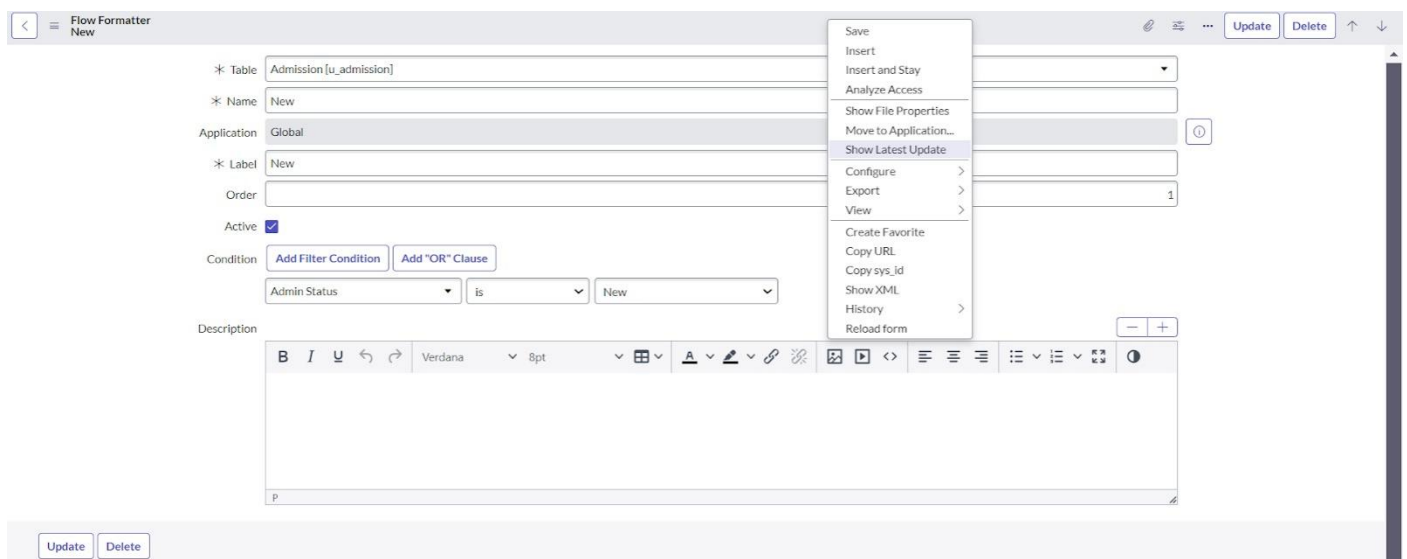 Flow Formatter
New
Update Delete
Save
Insert
Insert and Stay
Analyze Access
Show File Properties
Move to Application...
Show Latest Update
Configure
Export
View
Create Favorite
Copy URL
Copy sys_id
Show XML
History
Reload form
Table Admission [u_admission]
Name New
Application Global
Label New
Order 1
Active
Condition Add Filter Condition Add "OR" Clause
Admin Status is New
Description
B I U Verdana 8pt A
P
Update Delete